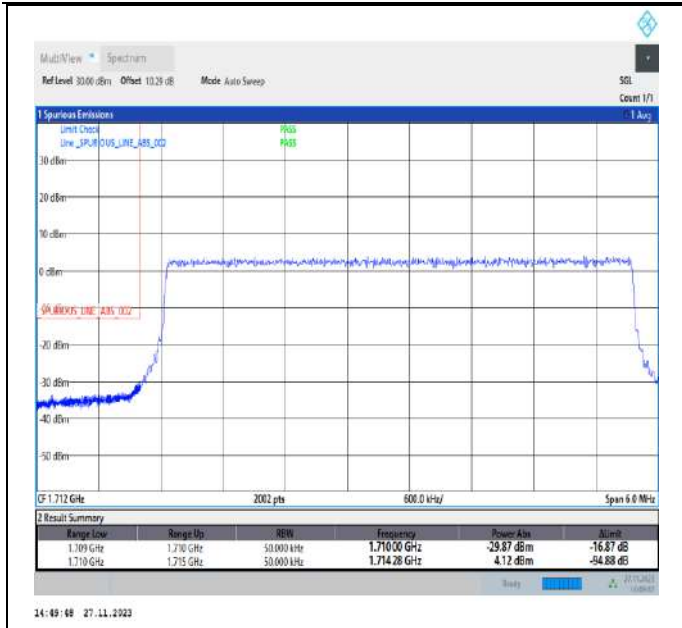 MultiView Spectrum
Ref Level 30.00 dBm Offset 10.29 dB Mode Auto Sweep SGL
Count 1/1
1 Spurious Emissions 1 Avg
Limit Check PASS
Line _SPURIOUS_LINE_ABS_002 PASS
30 dBm
20 dBm
10 dBm
0 dBm
SPURIOUS_LINE_ABS_002
-20 dBm
-30 dBm
-40 dBm
-50 dBm
CF 1.712 GHz 2002 pts 600.0 kHz/ Span 6.0 MHz
2 Result Summary
Range Low Range Up RBW Frequency Power Abs ΔLimit
1.709 GHz 1.710 GHz 50.000 kHz 1.71000 GHz -29.87 dBm -16.87 dB
1.710 GHz 1.715 GHz 50.000 kHz 1.71428 GHz 4.12 dBm -94.88 dB
Ready 27.11.2023
14:49:48 27.11.2023